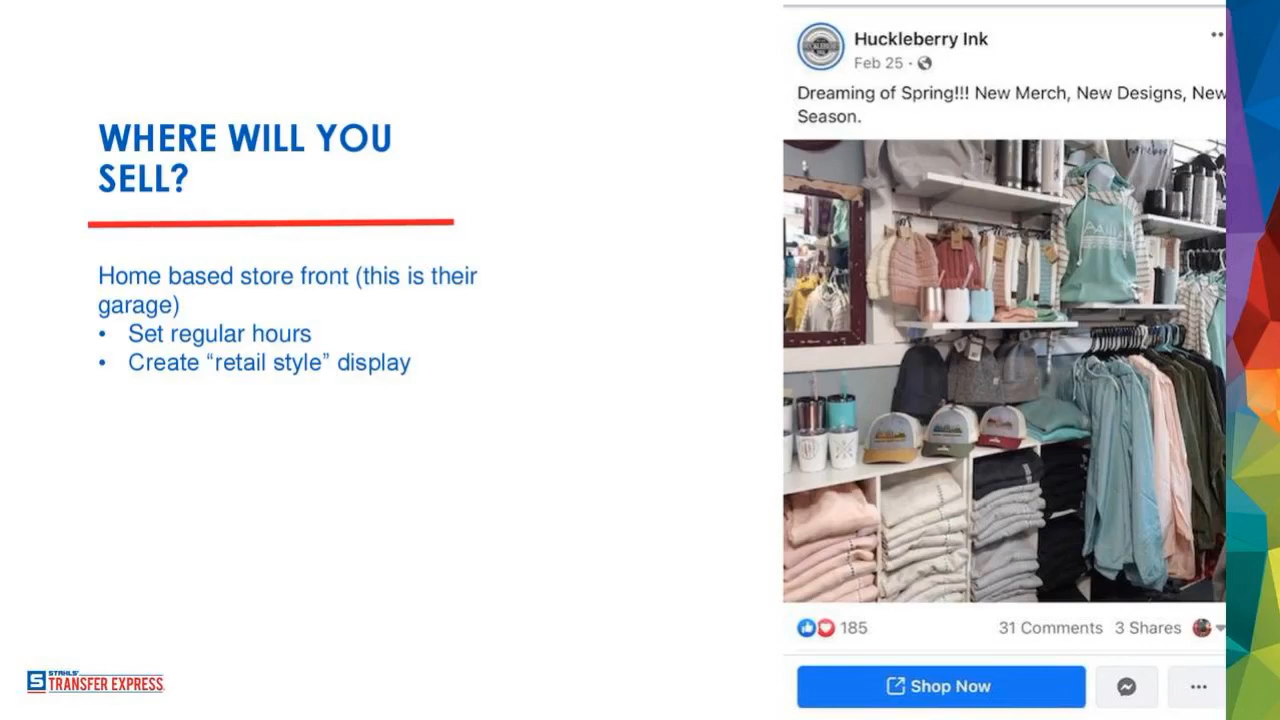 WHERE WILL YOU
SELL?
Home based store front (this is their
garage)
• Set regular hours
• Create “retail style” display
STAHLS'
TRANSFER EXPRESS
Huckleberry Ink
Feb 25 ·
Dreaming of Spring!!! New Merch, New Designs, New
Season.
185
31 Comments 3 Shares
Shop Now